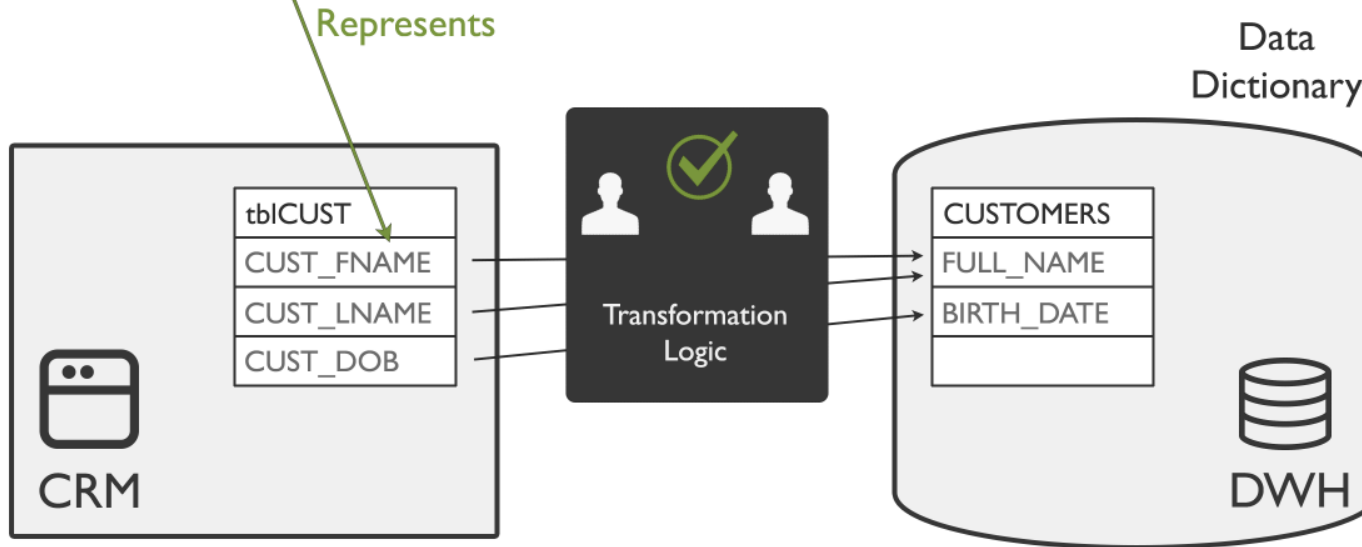 Represents
Data
Dictionary
tblCUST
CUST_FNAME
CUST_LNAME
CUST_DOB
CRM
Transformation
Logic
CUSTOMERS
FULL_NAME
BIRTH_DATE
DWH